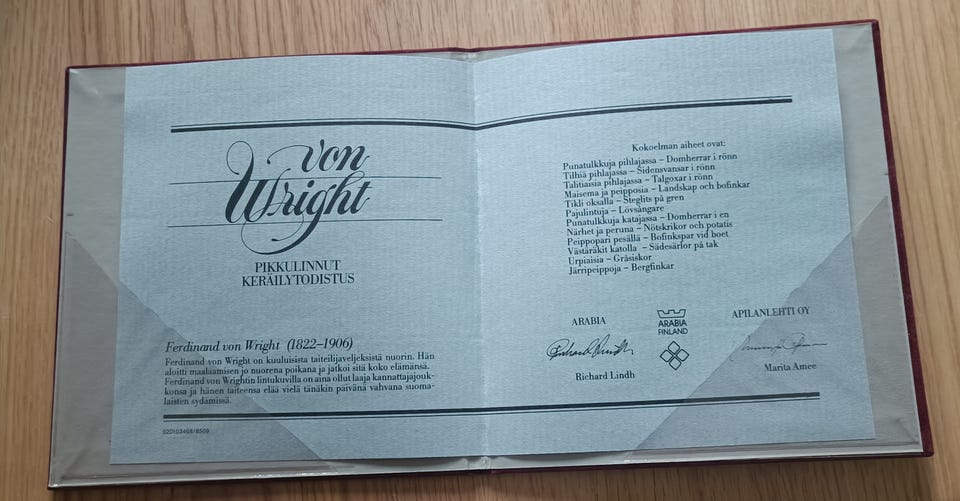 von
Wright
PIKKULINNUT
KERÄILYTODISTUS
Ferdinand von Wright (1822–1906)
Ferdinand von Wright on kuuluisista taiteilijaveljeksistä nuorin. Hän
aloitti maalaamisen jo nuorena poikana ja jatkoi sitä koko elämänsä.
Ferdinand von Wrightin lintukuvilla on aina ollut laaja kannattajajouk-
konsa ja hänen taiteensa elää vielä tänäkin päivänä vahvana suoma-
laisten sydämissä.
520103468/8509
Kokoelman aiheet ovat:
Punatulkkuja pihlajassa – Domherrar i rönn
Tilhiä pihlajassa – Sidensvansar i rönn
Talitiaisia pihlajassa – Talgoxar i rönn
Maisema ja peipposia – Landskap och bofinkar
Tikli oksalla – Steglits på gren
Pajulintuja – Lövsångare
Punatulkkuja katajassa – Domherrar i en
Närhet ja peruna – Nötskrikor och potatis
Peippopari pesällä – Bofinkspar vid boet
Västäräkit katolla – Sädesärlor på tak
Urpiaisia – Gråsiskor
Järripeippoja – Bergfinkar
ARABIA
ARABIA
FINLAND
APILANLEHTI OY
Richard Lindh
Richard Lindh
Marita Amee